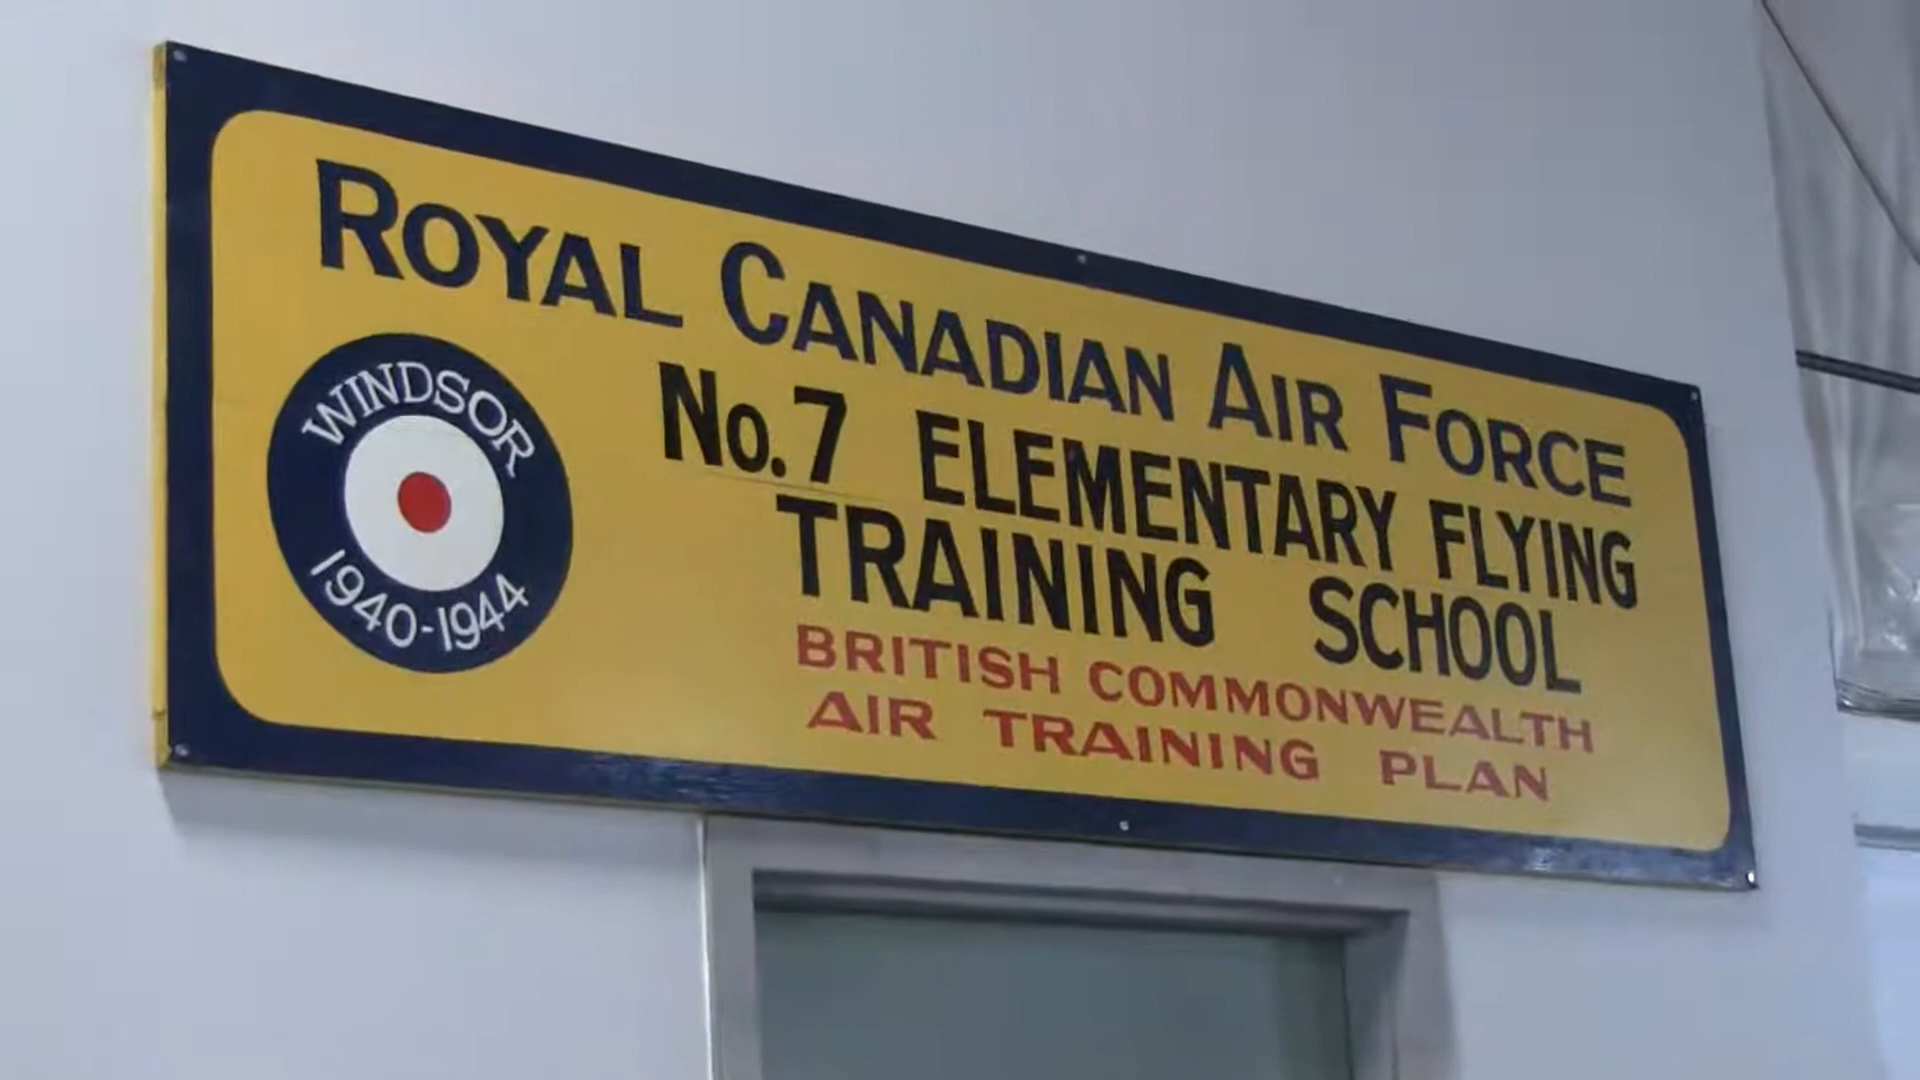 ROYAL CANADIAN AIR FORCE
WINDSOR
1940-1944
No.7 ELEMENTARY FLYING
TRAINING SCHOOL
BRITISH COMMONWEALTH
AIR TRAINING PLAN